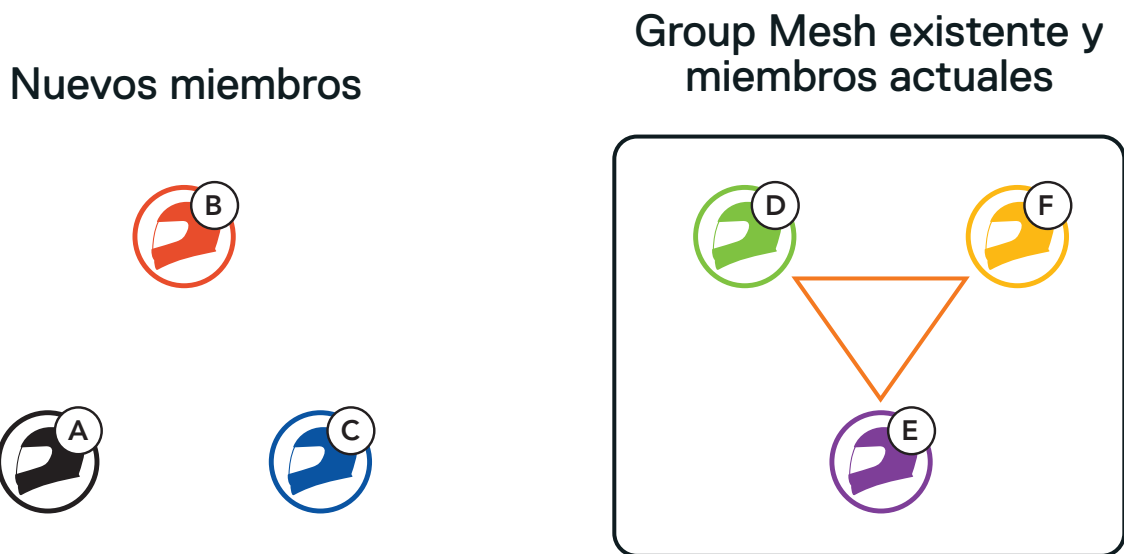 Nuevos miembros
Group Mesh existente y
miembros actuales
B
D
F
A
C
E